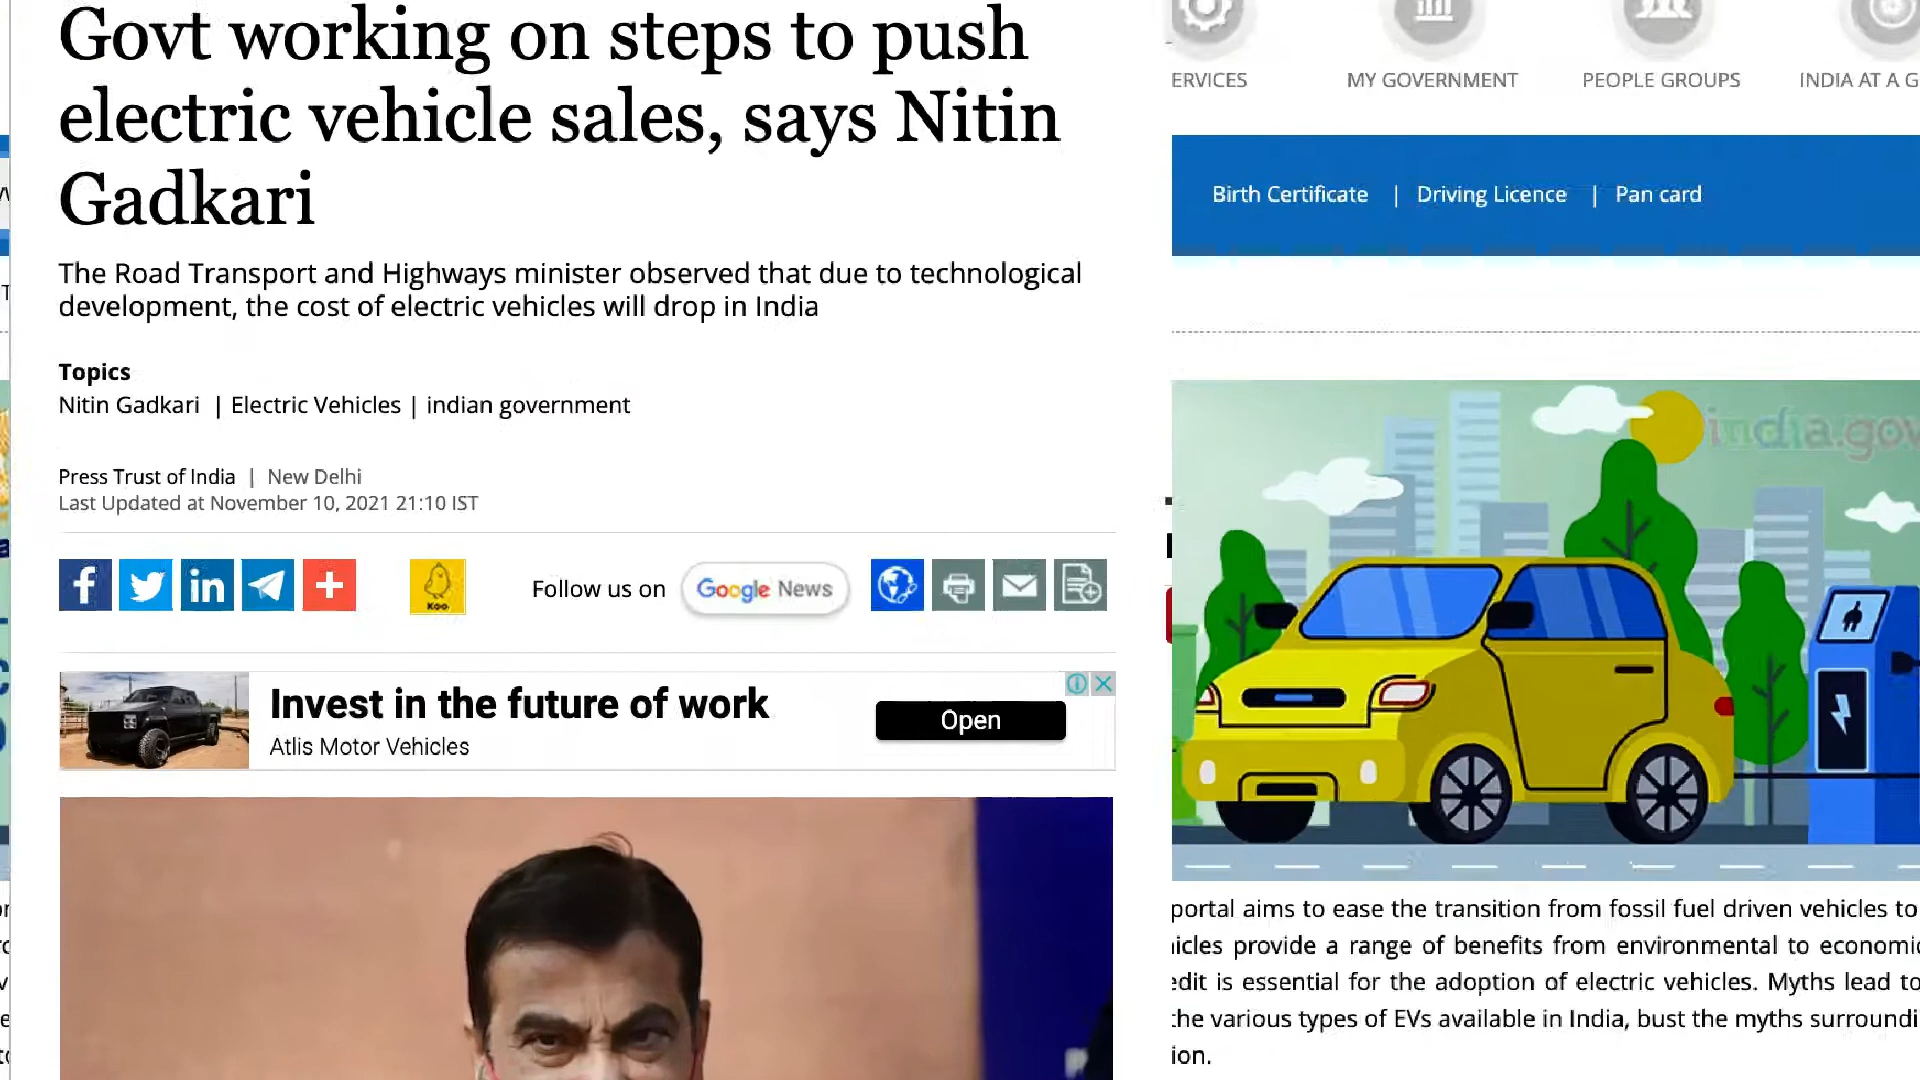 Govt working on steps to push
electric vehicle sales, says Nitin
Gadkari
The Road Transport and Highways minister observed that due to technological
development, the cost of electric vehicles will drop in India
Topics
Nitin Gadkari | Electric Vehicles | indian government
Press Trust of India | New Delhi
Last Updated at November 10, 2021 21:10 IST
Koo.
Follow us on Google News
Invest in the future of work
Atlis Motor Vehicles
Open
ERVICES MY GOVERNMENT PEOPLE GROUPS INDIA AT A G
Birth Certificate | Driving Licence | Pan card
india.gov
portal aims to ease the transition from fossil fuel driven vehicles to
icles provide a range of benefits from environmental to economic
edit is essential for the adoption of electric vehicles. Myths lead to
the various types of EVs available in India, bust the myths surroundi
ion.